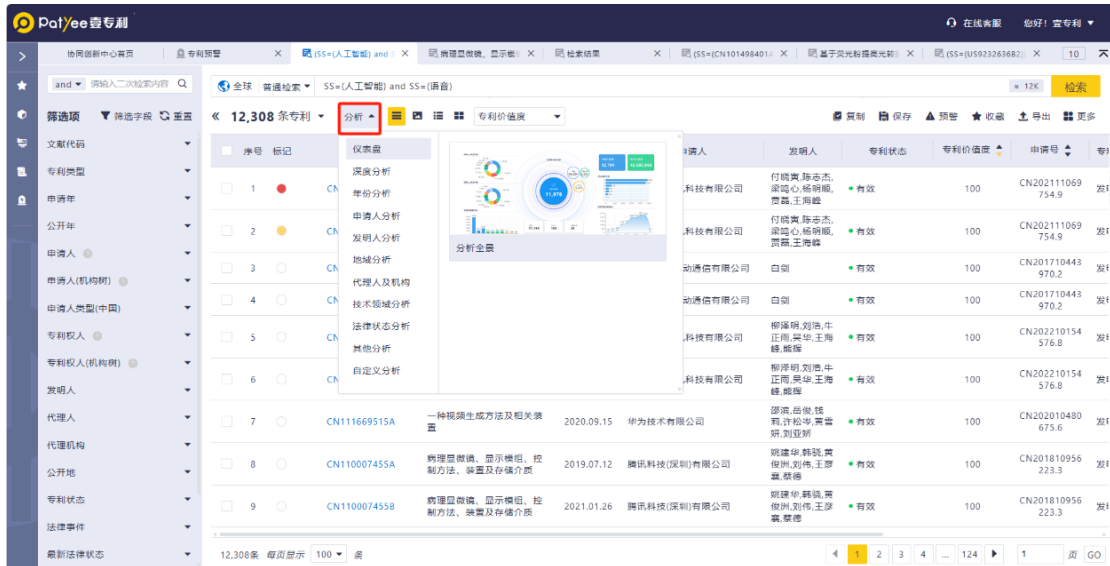 Patyee壹专利
在线客服 您好！壹专利
协同创新中心首页 专利预警 × (SS=(人工智能) and S × 病理显微镜、显示模 × 检索结果 × (SS=(CN101498401A × 基于荧光粉提高光转 × (SS=(US923263682) × 10
and 请输入二次检索内容
全球 普通检索 SS=(人工智能) and SS=(语音) × 12K 检索
筛选项 筛选字段 重置
« 12,308 条专利 分析 专利价值度 复制 保存 预警 收藏 导出 更多
文献代码
专利类型
申请年
公开年
申请人
申请人(机构树)
申请人类型(中国)
专利权人
专利权人(机构树)
发明人
代理人
代理机构
公开地
专利状态
法律事件
最新法律状态
仪表盘
深度分析
年份分析
申请人分析
发明人分析
地域分析
代理人及机构
技术领域分析
法律状态分析
其他分析
自定义分析
11,978
分析全景
序号 标记 请人 发明人 专利状态 专利价值度 申请号 专
1 CN 科技有限公司 付晓寅,陈志杰,梁鸣心,杨明顺,贾磊,王海峰 有效 100 CN202111069754.9 发
2 CN 科技有限公司 付晓寅,陈志杰,梁鸣心,杨明顺,贾磊,王海峰 有效 100 CN202111069754.9 发
3 CN 动通信有限公司 白剑 有效 100 CN201710443970.2 发
4 CN 动通信有限公司 白剑 有效 100 CN201710443970.2 发
5 CN 科技有限公司 柳泽明,刘浩,牛正雨,吴华,王海峰,熊辉 有效 100 CN202210154576.8 发
6 CN 科技有限公司 柳泽明,刘浩,牛正雨,吴华,王海峰,熊辉 有效 100 CN202210154576.8 发
7 CN111669515A 一种视频生成方法及相关装置 2020.09.15 华为技术有限公司 邵滨,岳俊,钱莉,许松岑,黄雪妍,刘亚娇 有效 100 CN202010480675.6 发
8 CN110007455A 病理显微镜、显示模组、控制方法、装置及存储介质 2019.07.12 腾讯科技(深圳)有限公司 姚建华,韩骁,黄俊洲,刘伟,王彦襄,蔡德 有效 100 CN201810956223.3 发
9 CN110007455B 病理显微镜、显示模组、控制方法、装置及存储介质 2021.01.26 腾讯科技(深圳)有限公司 姚建华,韩骁,黄俊洲,刘伟,王彦襄,蔡德 有效 100 CN201810956223.3 发
12,308条 每页显示 100 条 1 2 3 4 ... 124 1 页 GO